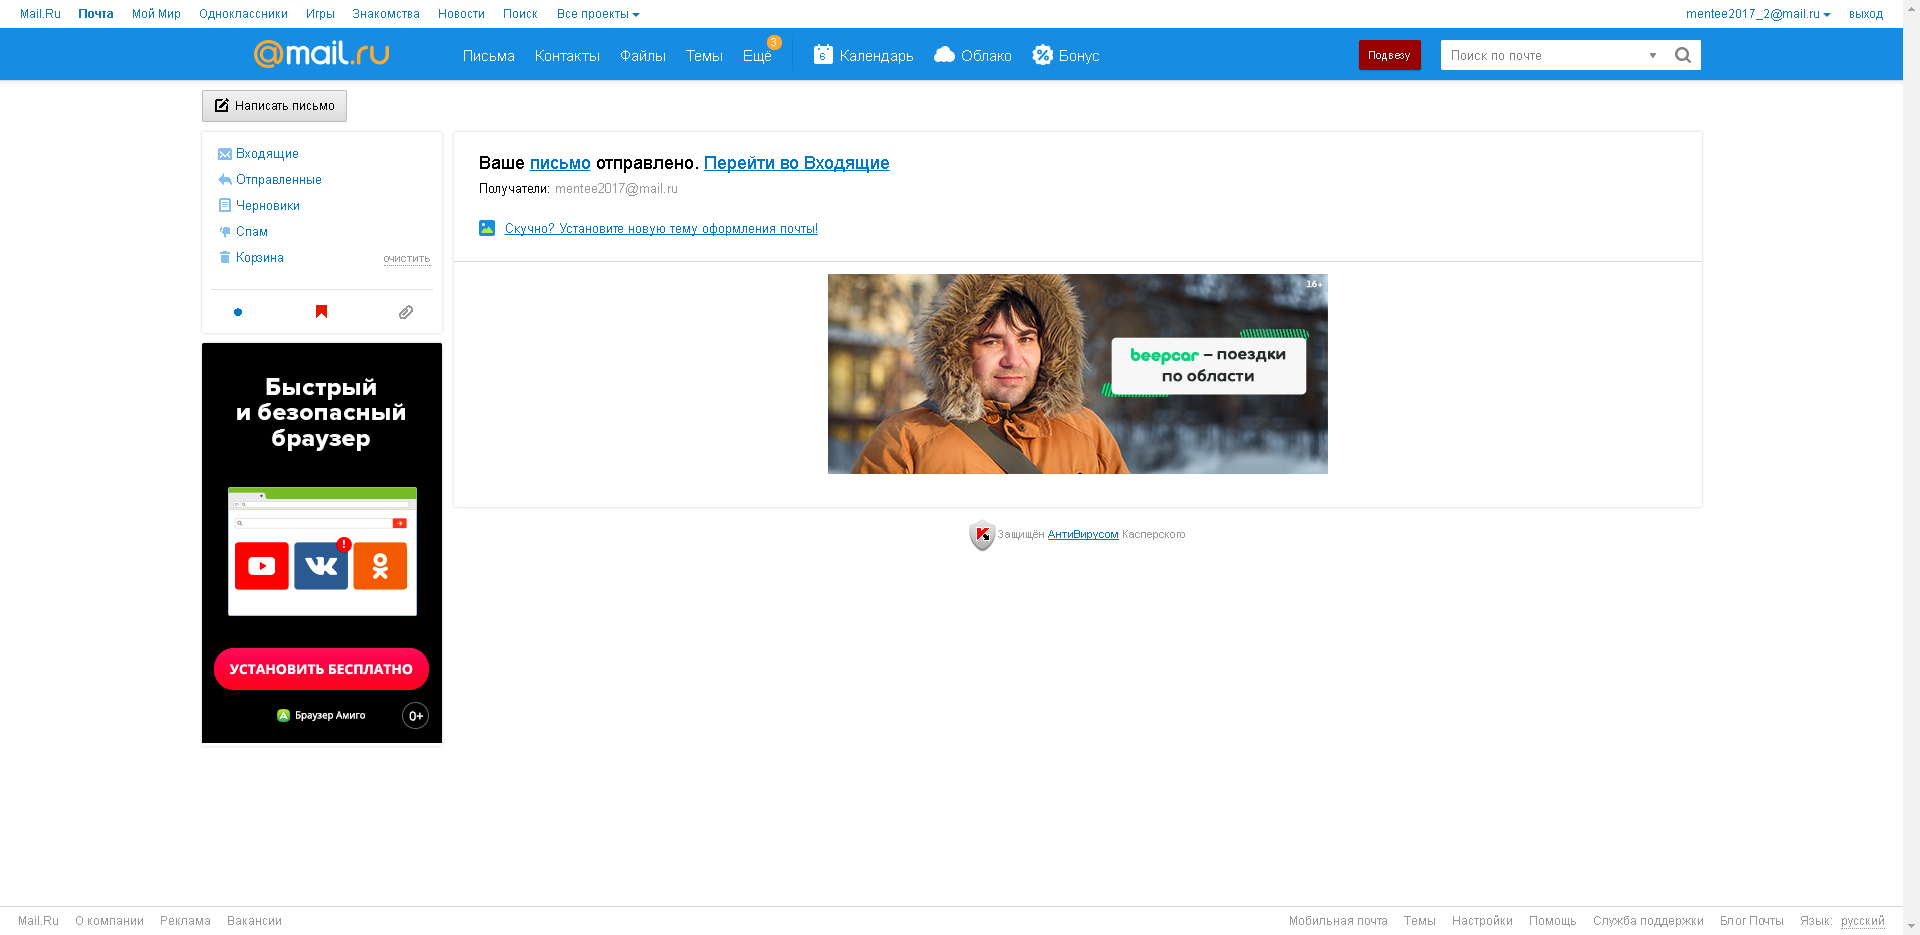 Mail.Ru Почта Мой Мир Одноклассники Игры Знакомства Новости Поиск Все проекты mentee2017_2@mail.ru выход
@mail.ru Письма Контакты Файлы Темы Ещё 3 6 Календарь Облако Бонус Подвезу Поиск по почте
Написать письмо
Входящие
Отправленные
Черновики
Спам
Корзина очистить
Ваше письмо отправлено. Перейти во Входящие
Получатели: mentee2017@mail.ru
Скучно? Установите новую тему оформления почты!
16+
beepcar – поездки
по области
Защищён АнтиВирусом Касперского
Быстрый
и безопасный
браузер
УСТАНОВИТЬ БЕСПЛАТНО
Браузер Амиго 0+
Mail.Ru О компании Реклама Вакансии Мобильная почта Темы Настройки Помощь Служба поддержки Блог Почты Язык: русский